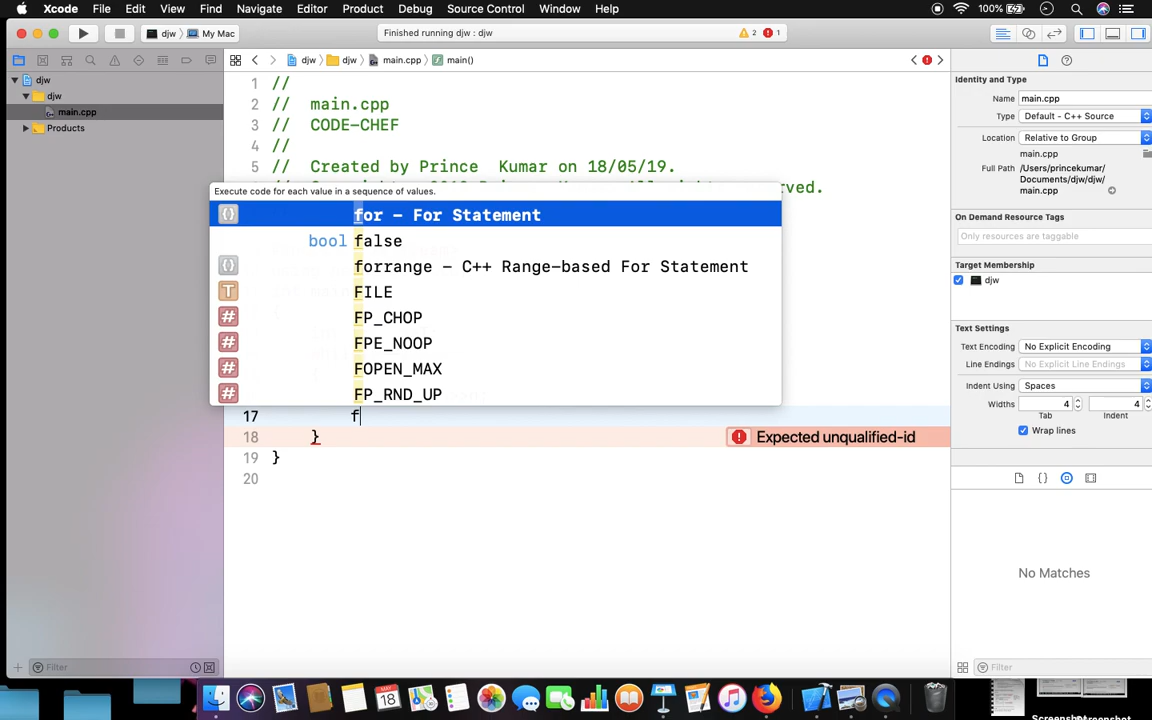 Xcode File Edit View Find Navigate Editor Product Debug Source Control Window Help 100%
djw My Mac Finished running djw : djw 2 1
djw djw main.cpp main()
djw
djw
main.cpp
Products
1 //
2 // main.cpp
3 // CODE-CHEF
4 //
5 // Created by Prince Kumar on 18/05/19.
Execute code for each value in a sequence of values.
for – For Statement
bool false
forrange – C++ Range-based For Statement
T FILE
# FP_CHOP
# FPE_NOOP
# FOPEN_MAX
# FP_RND_UP
17 f
18 } Expected unqualified-id
19 }
20
Identity and Type
Name main.cpp
Type Default - C++ Source
Location Relative to Group
main.cpp
Full Path /Users/princekumar/
Documents/djw/djw/
main.cpp
On Demand Resource Tags
Only resources are taggable
Target Membership
djw
Text Settings
Text Encoding No Explicit Encoding
Line Endings No Explicit Line Endings
Indent Using Spaces
Widths 4 4
Tab Indent
Wrap lines
No Matches
Filter
Filter
MAY
18